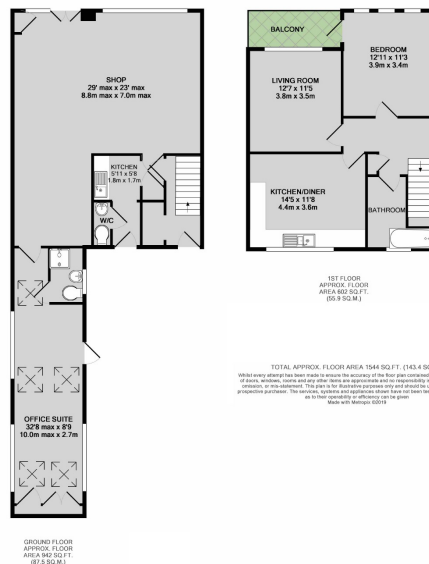 SHOP
29' max x 23' max
8.8m max x 7.0m max
KITCHEN
5'11 x 5'8
1.8m x 1.7m
W/C
OFFICE SUITE
32'8 max x 8'9
10.0m max x 2.7m
GROUND FLOOR
APPROX. FLOOR
AREA 942 SQ.FT.
(87.5 SQ.M.)
BALCONY
BEDROOM
12'11 x 11'3
3.9m x 3.4m
LIVING ROOM
12'7 x 11'5
3.8m x 3.5m
KITCHEN/DINER
14'5 x 11'8
4.4m x 3.6m
BATHROOM
1ST FLOOR
APPROX. FLOOR
AREA 602 SQ.FT.
(55.9 SQ.M.)
TOTAL APPROX. FLOOR AREA 1544 SQ.FT. (143.4 SQ
Whilst every attempt has been made to ensure the accuracy of the floor plan contained
of doors, windows, rooms and any other items are approximate and no responsibility is
omission, or mis-statement. This plan is for illustrative purposes only and should be u
prospective purchaser. The services, systems and appliances shown have not been tes
as to their operability or efficiency can be given
Made with Metropix ©2019